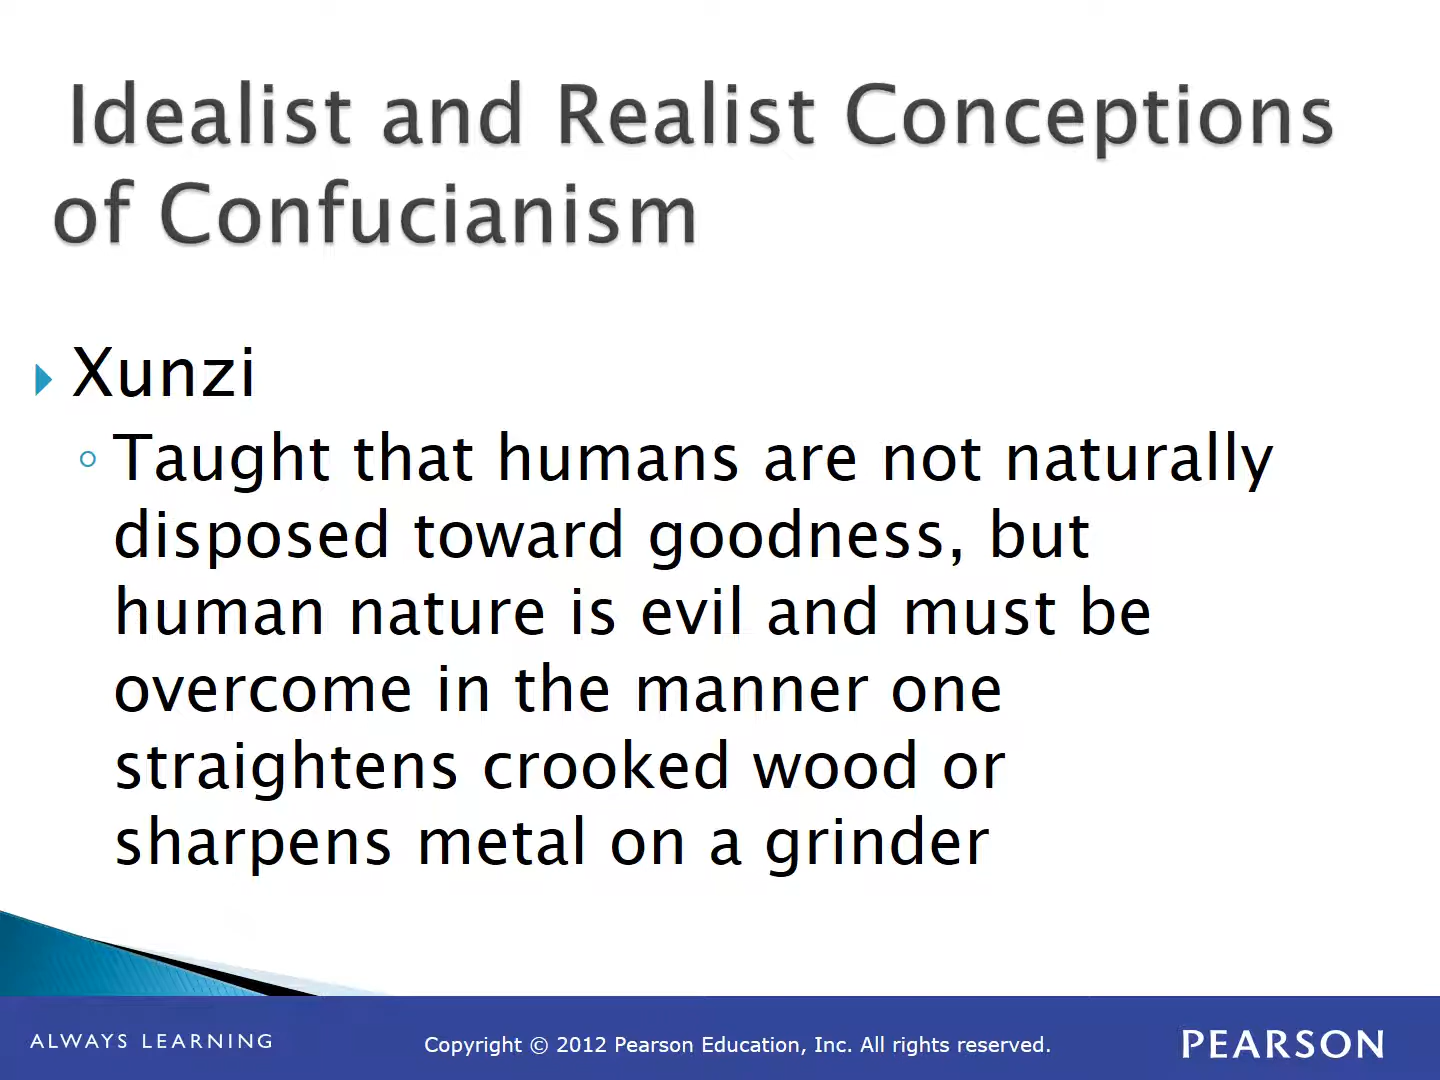 Idealist and Realist Conceptions
of Confucianism
Xunzi
Taught that humans are not naturally
disposed toward goodness, but
human nature is evil and must be
overcome in the manner one
straightens crooked wood or
sharpens metal on a grinder
ALWAYS LEARNING
Copyright © 2012 Pearson Education, Inc. All rights reserved.
PEARSON